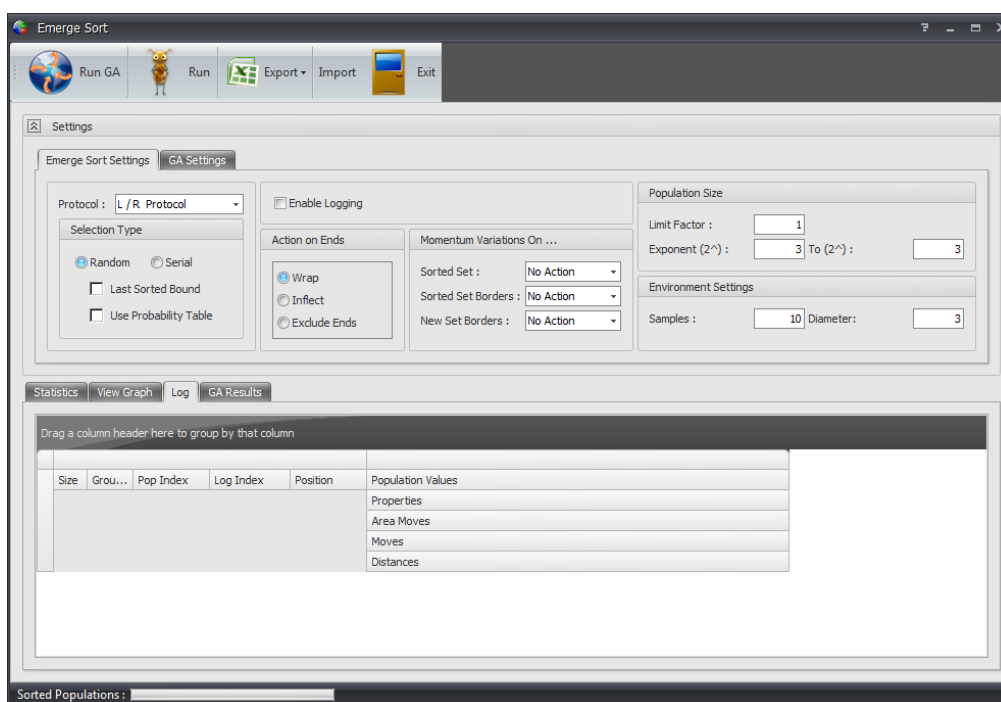 Emerge Sort
Run GA Run Export Import Exit
Settings
Emerge Sort Settings GA Settings
Protocol : L / R Protocol
Selection Type
Random Serial
Last Sorted Bound
Use Probability Table
Enable Logging
Action on Ends
Wrap
Inflect
Exclude Ends
Momentum Variations On ...
Sorted Set : No Action
Sorted Set Borders : No Action
New Set Borders : No Action
Population Size
Limit Factor : 1
Exponent (2^) : 3 To (2^) : 3
Environment Settings
Samples : 10 Diameter: 3
Statistics View Graph Log GA Results
Drag a column header here to group by that column
Size Grou... Pop Index Log Index Position Population Values
Properties
Area Moves
Moves
Distances
Sorted Populations :